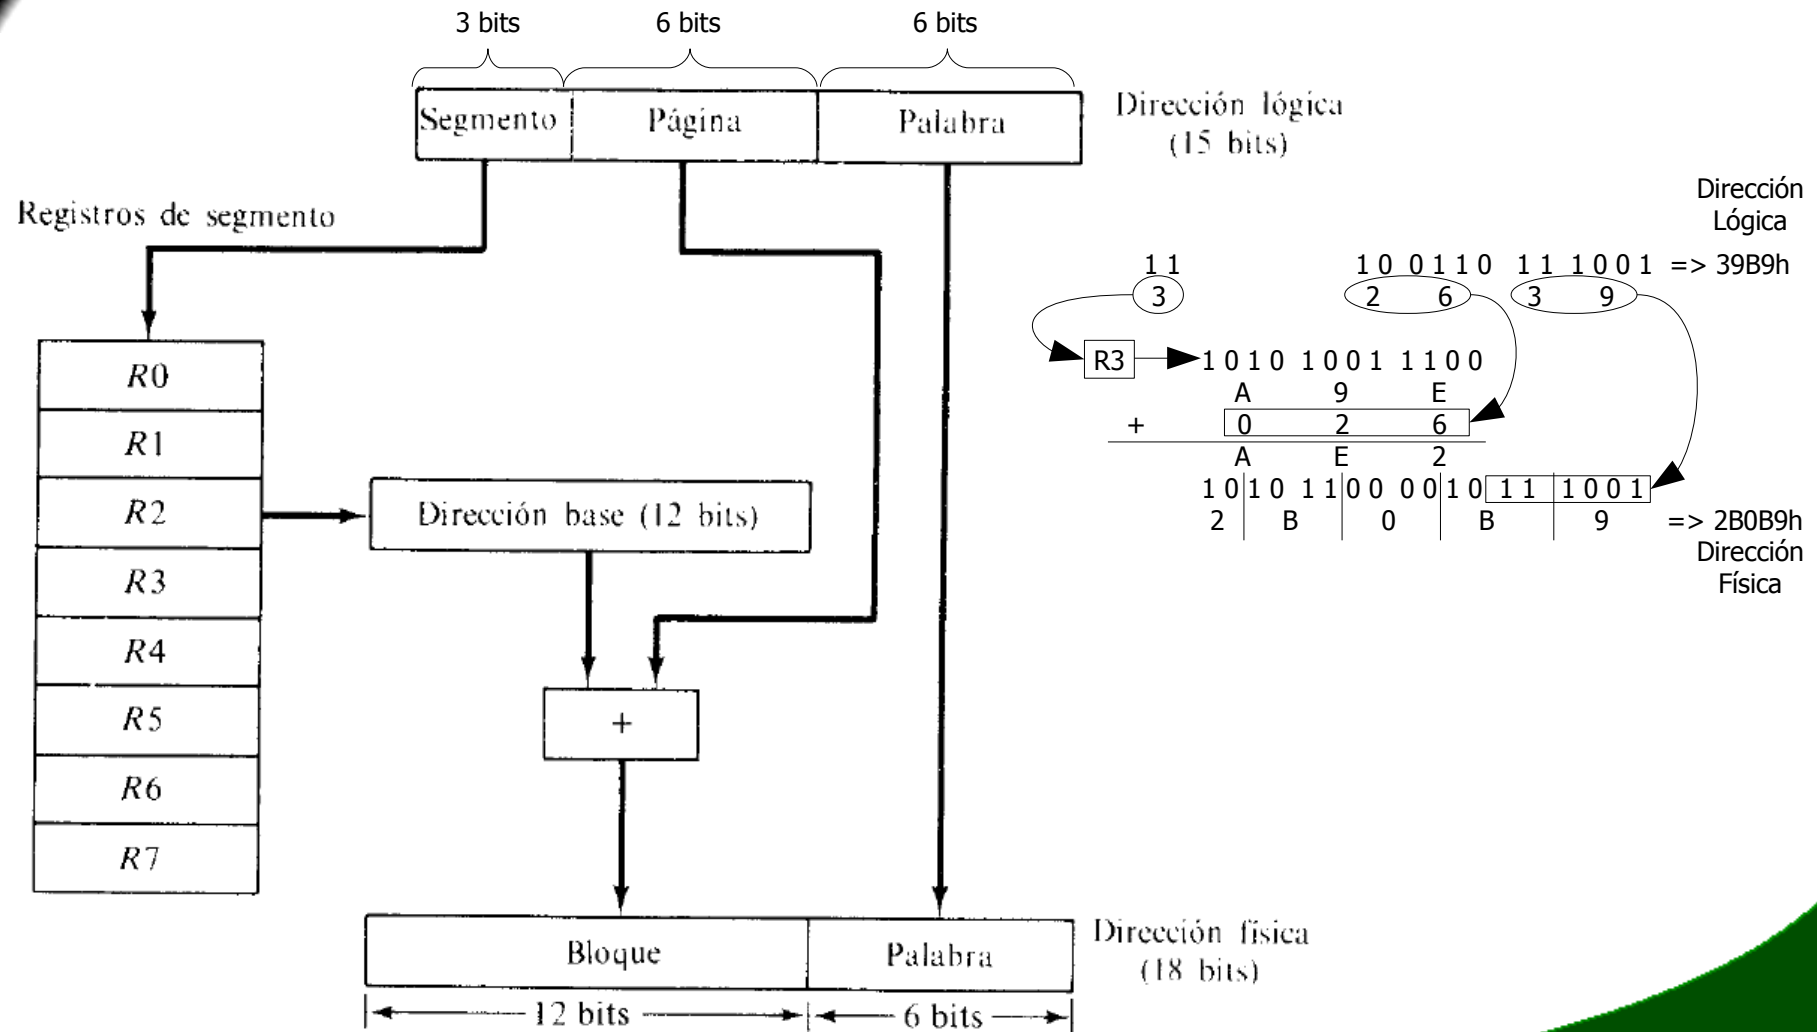 3 bits 6 bits 6 bits
Segmento Página Palabra
Dirección lógica
(15 bits)
Registros de segmento
R0
R1
R2
R3
R4
R5
R6
R7
Dirección base (12 bits)
+
Bloque Palabra
Dirección física
(18 bits)
12 bits 6 bits
Dirección
Lógica
1 1 1 0 0 1 1 0 1 1 1 0 0 1 => 39B9h
3 2 6 3 9
R3 1 0 1 0 1 0 0 1 1 1 0 0
A 9 E
+ 0 2 6
A E 2
1 0 1 0 1 1 0 0 0 0 1 0 1 1 1 0 0 1
2 B 0 B 9 => 2B0B9h
Dirección
Física